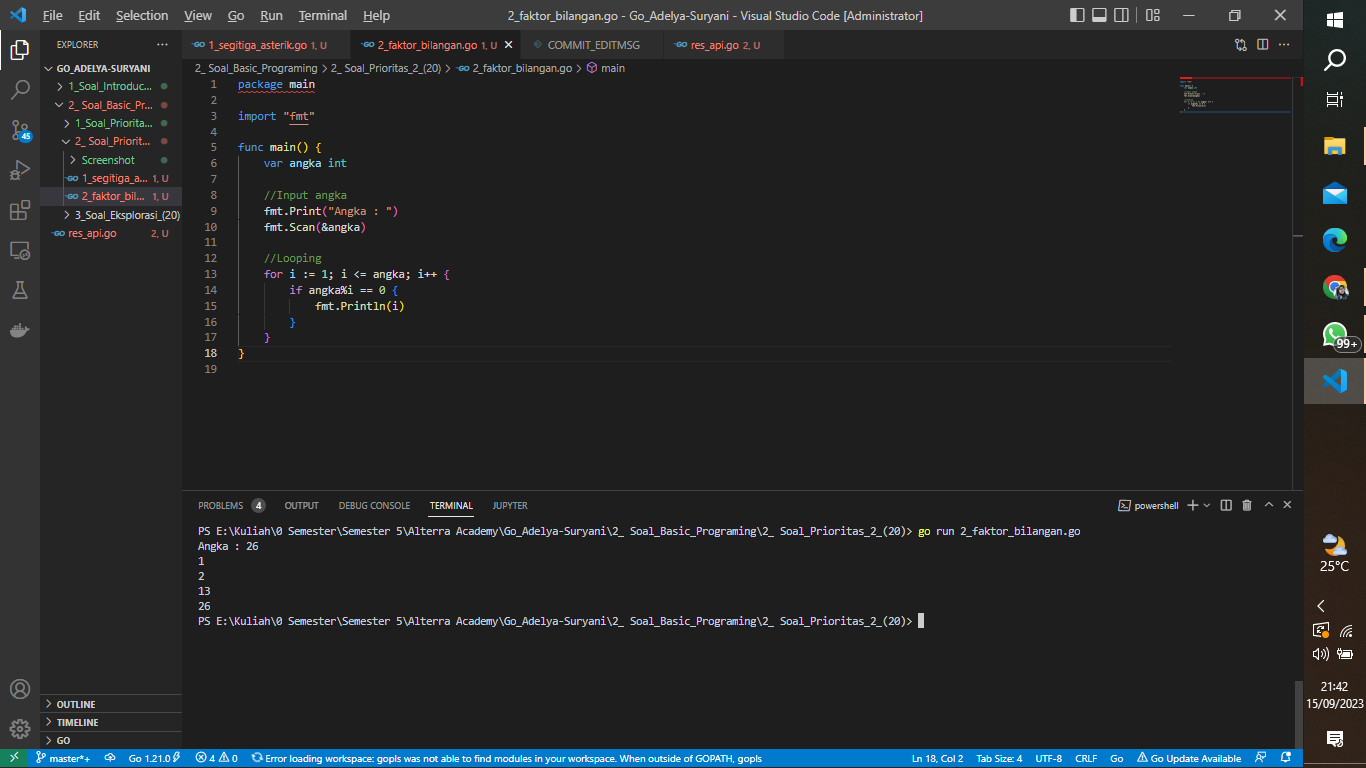 File Edit Selection View Go Run Terminal Help 2_faktor_bilangan.go - Go_Adelya-Suryani - Visual Studio Code [Administrator]
EXPLORER
1_segitiga_asterik.go 1, U 2_faktor_bilangan.go 1, U COMMIT_EDITMSG res_api.go 2, U
GO_ADELYA-SURYANI
1_Soal_Introduc...
2_ Soal_Basic_Pr...
1_Soal_Priorita...
2_ Soal_Priorit...
Screenshot
1_segitiga_a... 1, U
2_faktor_bil... 1, U
3_Soal_Eksplorasi_(20)
res_api.go 2, U
45
OUTLINE
TIMELINE
GO
2_ Soal_Basic_Programing > 2_ Soal_Prioritas_2_(20) > 2_faktor_bilangan.go > main
1 package main
2
3 import "fmt"
4
5 func main() {
6 var angka int
7
8 //Input angka
9 fmt.Print("Angka : ")
10 fmt.Scan(&angka)
11
12 //Looping
13 for i := 1; i <= angka; i++ {
14 if angka%i == 0 {
15 fmt.Println(i)
16 }
17 }
18 }
19
PROBLEMS 4 OUTPUT DEBUG CONSOLE TERMINAL JUPYTER powershell
PS E:\Kuliah\0 Semester\Semester 5\Alterra Academy\Go_Adelya-Suryani\2_ Soal_Basic_Programing\2_ Soal_Prioritas_2_(20)> go run 2_faktor_bilangan.go
Angka : 26
1
2
13
26
PS E:\Kuliah\0 Semester\Semester 5\Alterra Academy\Go_Adelya-Suryani\2_ Soal_Basic_Programing\2_ Soal_Prioritas_2_(20)>
master*+ Go 1.21.0 4 0 Error loading workspace: gopls was not able to find modules in your workspace. When outside of GOPATH, gopls Ln 18, Col 2 Tab Size: 4 UTF-8 CRLF Go Go Update Available
99+
25°C
21:42
15/09/2023